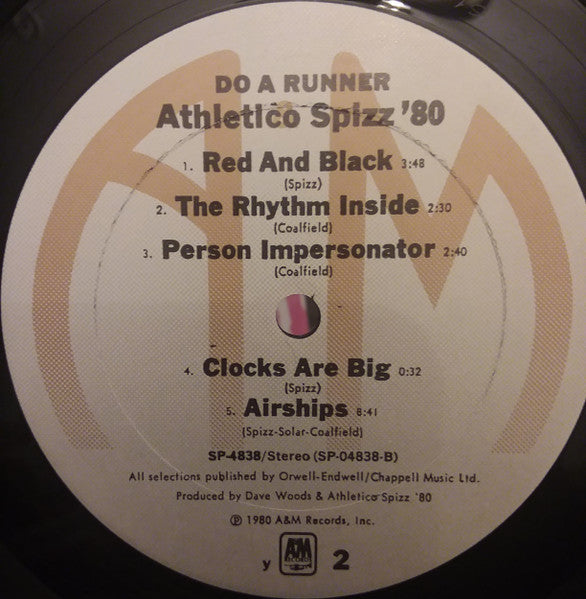 DO A RUNNER
Athletico Spizz '80
1. Red And Black 3:48
(Spizz)
2. The Rhythm Inside 2:30
(Coalfield)
3. Person Impersonator 2:40
(Coalfield)
4. Clocks Are Big 0:32
(Spizz)
5. Airships 8:41
(Spizz-Solar-Coalfield)
SP-4838/Stereo (SP-04838-B)
All selections published by Orwell-Endwell/Chappell Music Ltd.
Produced by Dave Woods & Athletico Spizz '80
℗ 1980 A&M Records, Inc.
y A&M RECORDS 2